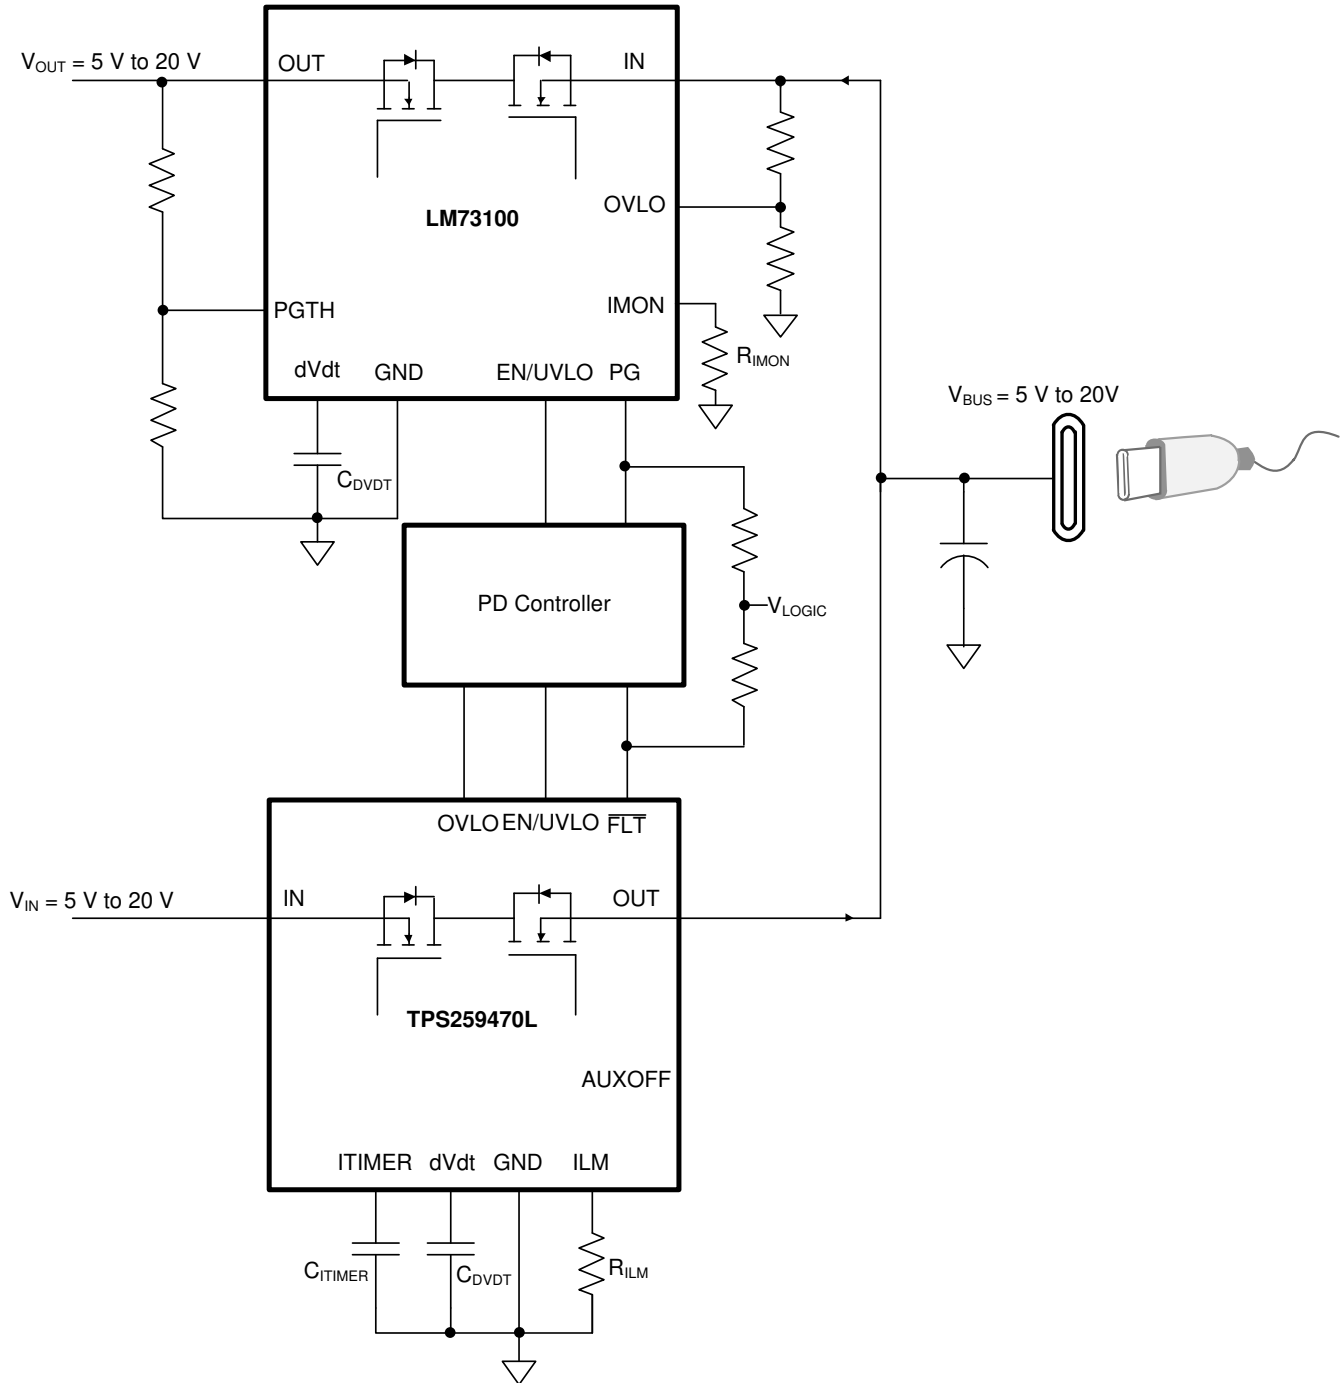 V_OUT = 5 V to 20 V
OUT
IN
OVLO
LM73100
PGTH
IMON
R_IMON
dVdt
GND
EN/UVLO
PG
C_DVDT
V_BUS = 5 V to 20V
PD Controller
V_LOGIC
OVLO
EN/UVLO
F̅L̅T̅
V_IN = 5 V to 20 V
IN
OUT
TPS259470L
AUXOFF
ITIMER
dVdt
GND
ILM
C_ITIMER
C_DVDT
R_ILM